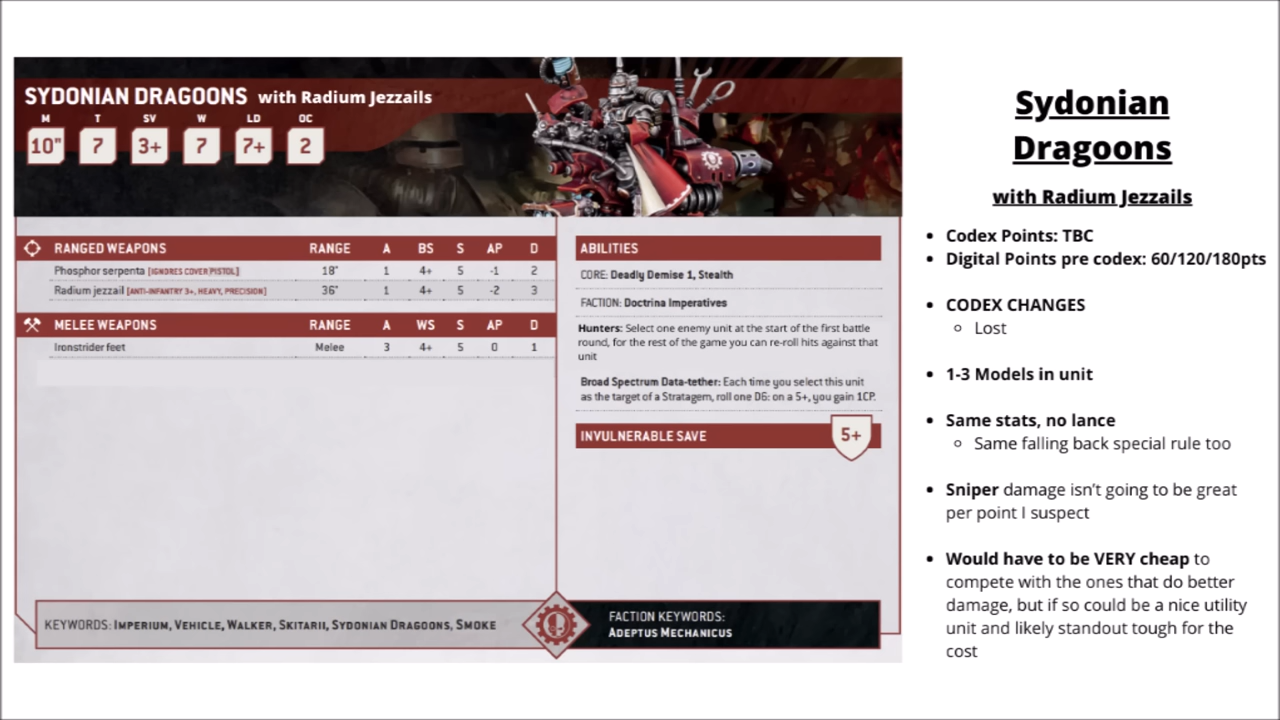 SYDONIAN DRAGOONS with Radium Jezzails
M T SV W LD OC
10" 7 3+ 7 7+ 2
RANGED WEAPONS RANGE A BS S AP D
Phosphor serpenta [IGNORES COVER|PISTOL] 18" 1 4+ 5 -1 2
Radium jezzail [ANTI-INFANTRY 3+, HEAVY, PRECISION] 36" 1 4+ 5 -2 3
MELEE WEAPONS RANGE A WS S AP D
Ironstrider feet Melee 3 4+ 5 0 1
ABILITIES
CORE: Deadly Demise 1, Stealth
FACTION: Doctrina Imperatives
Hunters: Select one enemy unit at the start of the first battle
round, for the rest of the game you can re-roll hits against that
unit
Broad Spectrum Data-tether: Each time you select this unit
as the target of a Stratagem, roll one D6: on a 5+, you gain 1CP.
INVULNERABLE SAVE 5+
KEYWORDS: IMPERIUM, VEHICLE, WALKER, SKITARII, SYDONIAN DRAGOONS, SMOKE
FACTION KEYWORDS:
ADEPTUS MECHANICUS
Sydonian
Dragoons
with Radium Jezzails
• Codex Points: TBC
• Digital Points pre codex: 60/120/180pts
• CODEX CHANGES
◦ Lost
• 1-3 Models in unit
• Same stats, no lance
◦ Same falling back special rule too
• Sniper damage isn't going to be great
per point I suspect
• Would have to be VERY cheap to
compete with the ones that do better
damage, but if so could be a nice utility
unit and likely standout tough for the
cost